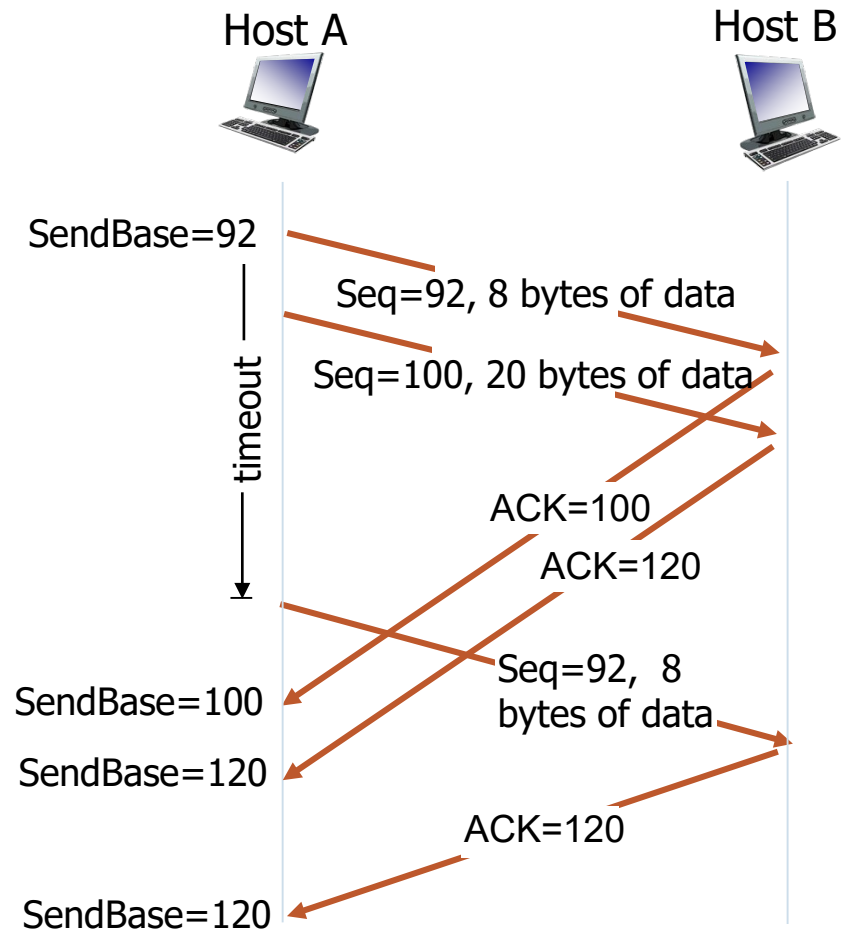 Host A
Host B
SendBase=92
Seq=92, 8 bytes of data
Seq=100, 20 bytes of data
timeout
ACK=100
ACK=120
Seq=92, 8
bytes of data
SendBase=100
SendBase=120
ACK=120
SendBase=120